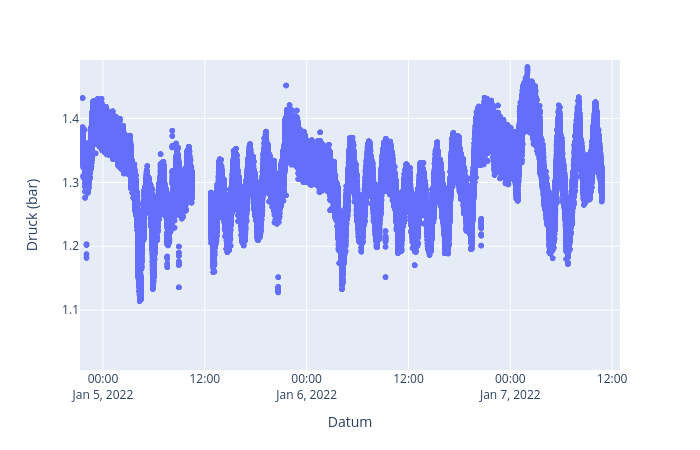 Druck (bar)
1.4
1.3
1.2
1.1
00:00 12:00 00:00 12:00 00:00 12:00
Jan 5, 2022 Jan 6, 2022 Jan 7, 2022
Datum